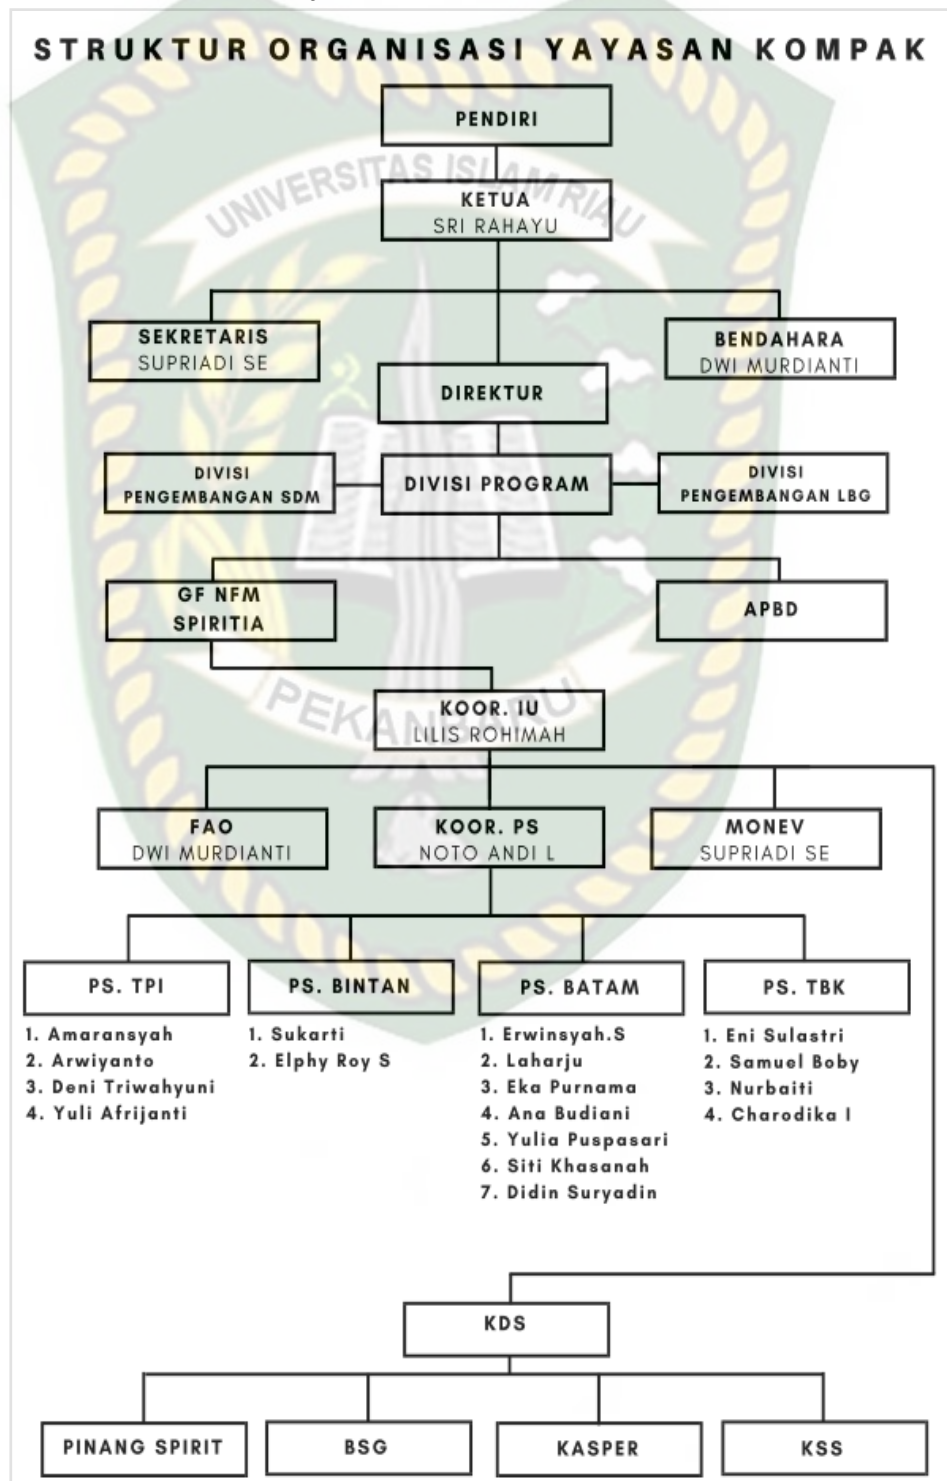 STRUKTUR ORGANISASI YAYASAN KOMPAK
PENDIRI
UNIVERSITAS ISLAM RIAU
KETUA
SRI RAHAYU
SEKRETARIS
SUPRIADI SE
BENDAHARA
DWI MURDIANTI
DIREKTUR
DIVISI
PENGEMBANGAN SDM
DIVISI PROGRAM
DIVISI
PENGEMBANGAN LBG
GF NFM
SPIRITIA
APBD
PEKANBARU
KOOR. IU
LILIS ROHIMAH
FAO
DWI MURDIANTI
KOOR. PS
NOTO ANDI L
MONEV
SUPRIADI SE
PS. TPI
1. Amaransyah
2. Arwiyanto
3. Deni Triwahyuni
4. Yuli Afrijanti
PS. BINTAN
1. Sukarti
2. Elphy Roy S
PS. BATAM
1. Erwinsyah.S
2. Laharju
3. Eka Purnama
4. Ana Budiani
5. Yulia Puspasari
6. Siti Khasanah
7. Didin Suryadin
PS. TBK
1. Eni Sulastri
2. Samuel Boby
3. Nurbaiti
4. Charodika I
KDS
PINANG SPIRIT
BSG
KASPER
KSS